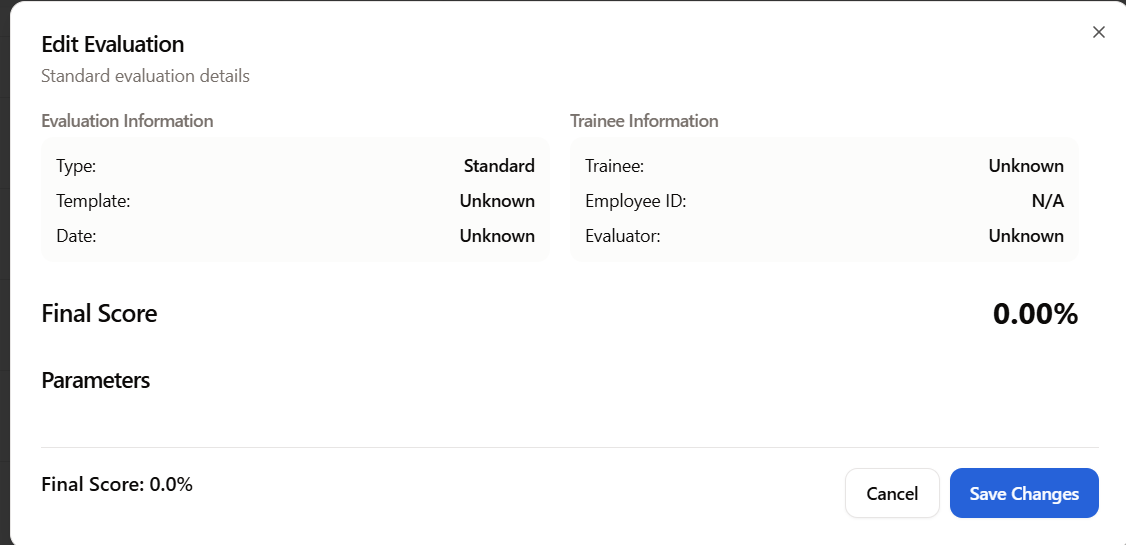 Edit Evaluation
Standard evaluation details
Evaluation Information
Type: Standard
Template: Unknown
Date: Unknown
Trainee Information
Trainee: Unknown
Employee ID: N/A
Evaluator: Unknown
Final Score 0.00%
Parameters
Final Score: 0.0%
Cancel
Save Changes